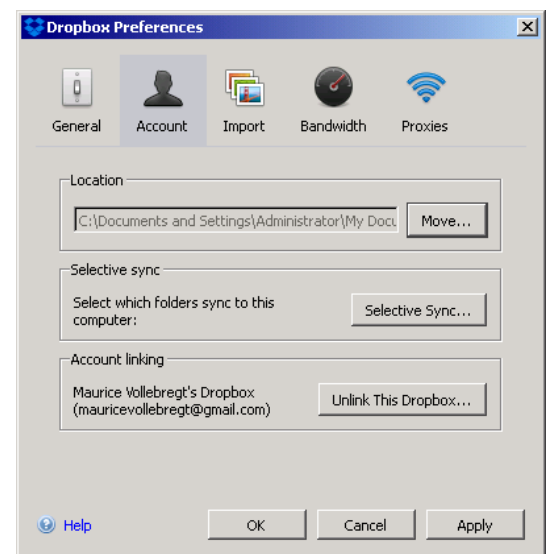 Dropbox Preferences
General Account Import Bandwidth Proxies
Location
C:\Documents and Settings\Administrator\My Docu
Move...
Selective sync
Select which folders sync to this
computer:
Selective Sync...
Account linking
Maurice Vollebregt's Dropbox
(mauricevollebregt@gmail.com)
Unlink This Dropbox...
Help OK Cancel Apply